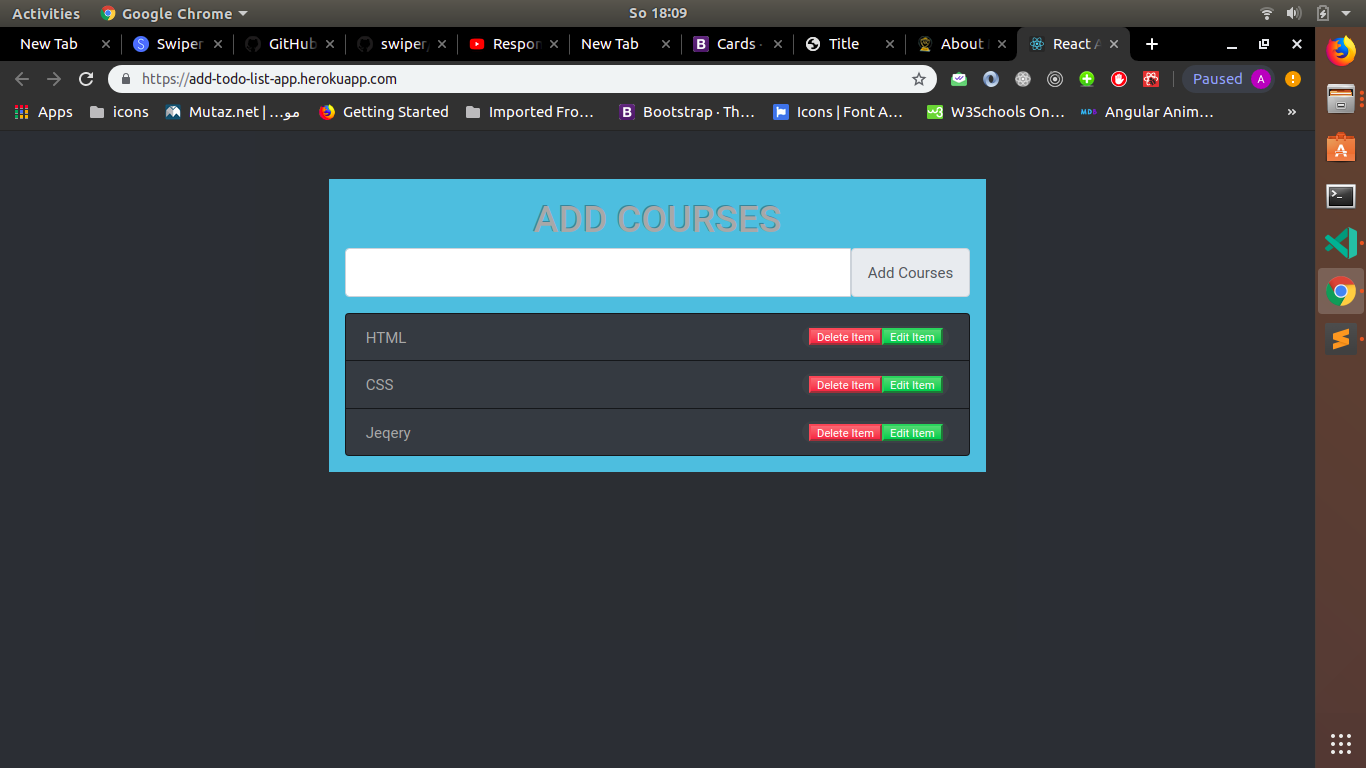 Activities Google Chrome So 18:09
New Tab Swiper GitHub swiper Respon New Tab Cards · Title About React A
https://add-todo-list-app.herokuapp.com Paused A
Apps icons Mutaz.net | مو... Getting Started Imported Fro... Bootstrap · Th... Icons | Font A... W3Schools On... Angular Anim... »
ADD COURSES
Add Courses
HTML Delete Item Edit Item
CSS Delete Item Edit Item
Jeqery Delete Item Edit Item